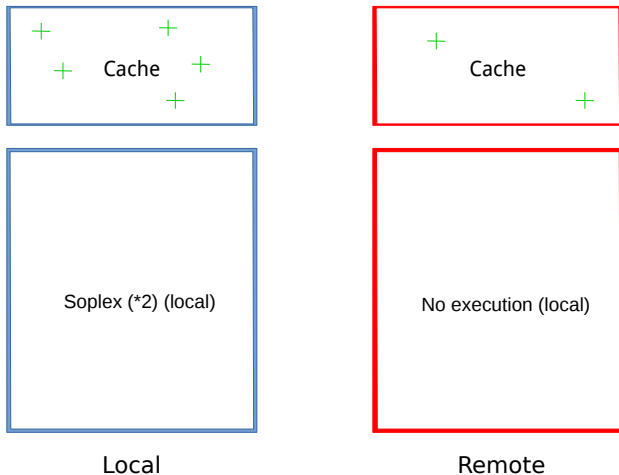 Cache
Cache
Soplex (*2) (local)
No execution (local)
Local
Remote